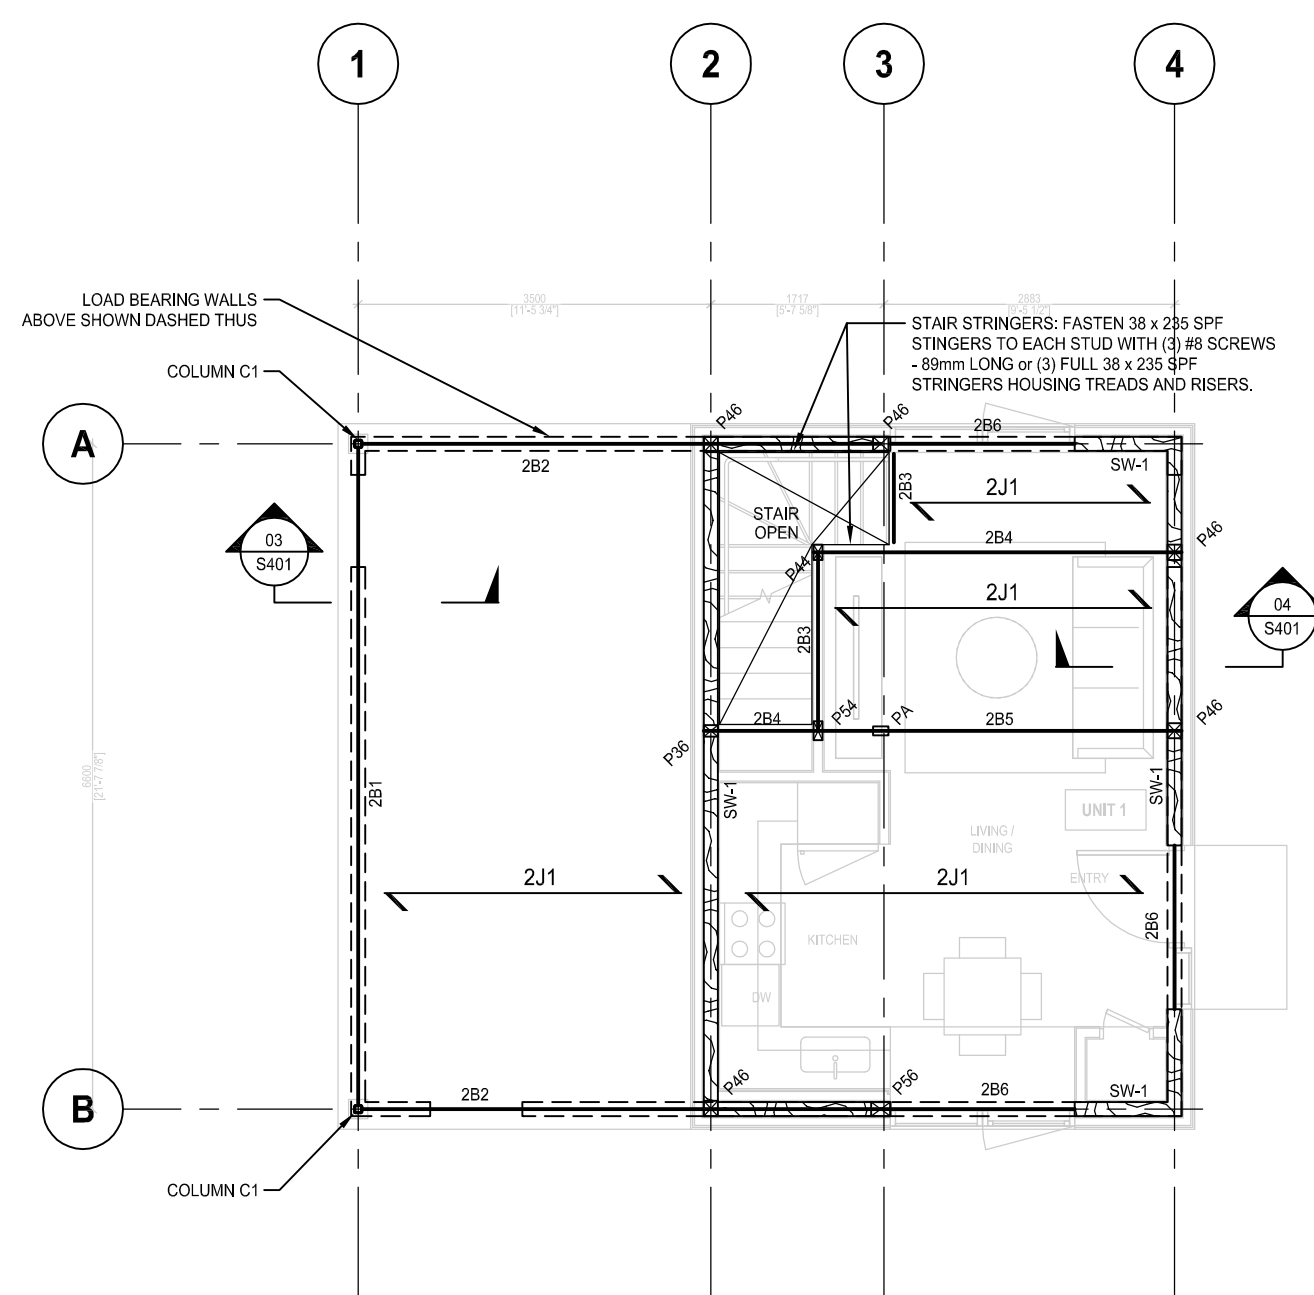 1
2
3
4
3500
[11'-5 3/4"]
1717
[5'-7 5/8"]
2883
[9'-5 1/2"]
LOAD BEARING WALLS
ABOVE SHOWN DASHED THUS
STAIR STRINGERS: FASTEN 38 x 235 SPF
STINGERS TO EACH STUD WITH (3) #8 SCREWS
- 89mm LONG or (3) FULL 38 x 235 SPF
STRINGERS HOUSING TREADS AND RISERS.
COLUMN C1
A
P46
P46
2B6
2B2
SW-1
2B3
2J1
STAIR
OPEN
03
S401
2B4
P46
P44
2J1
04
S401
2B3
2B4
P54
PA
2B5
P46
P36
6600
[21'-7 7/8"]
2B1
SW-1
SW-1
UNIT 1
LIVING /
DINING
2J1
2J1
ENTRY
2B6
KITCHEN
DW
P46
P56
2B2
2B6
SW-1
B
COLUMN C1